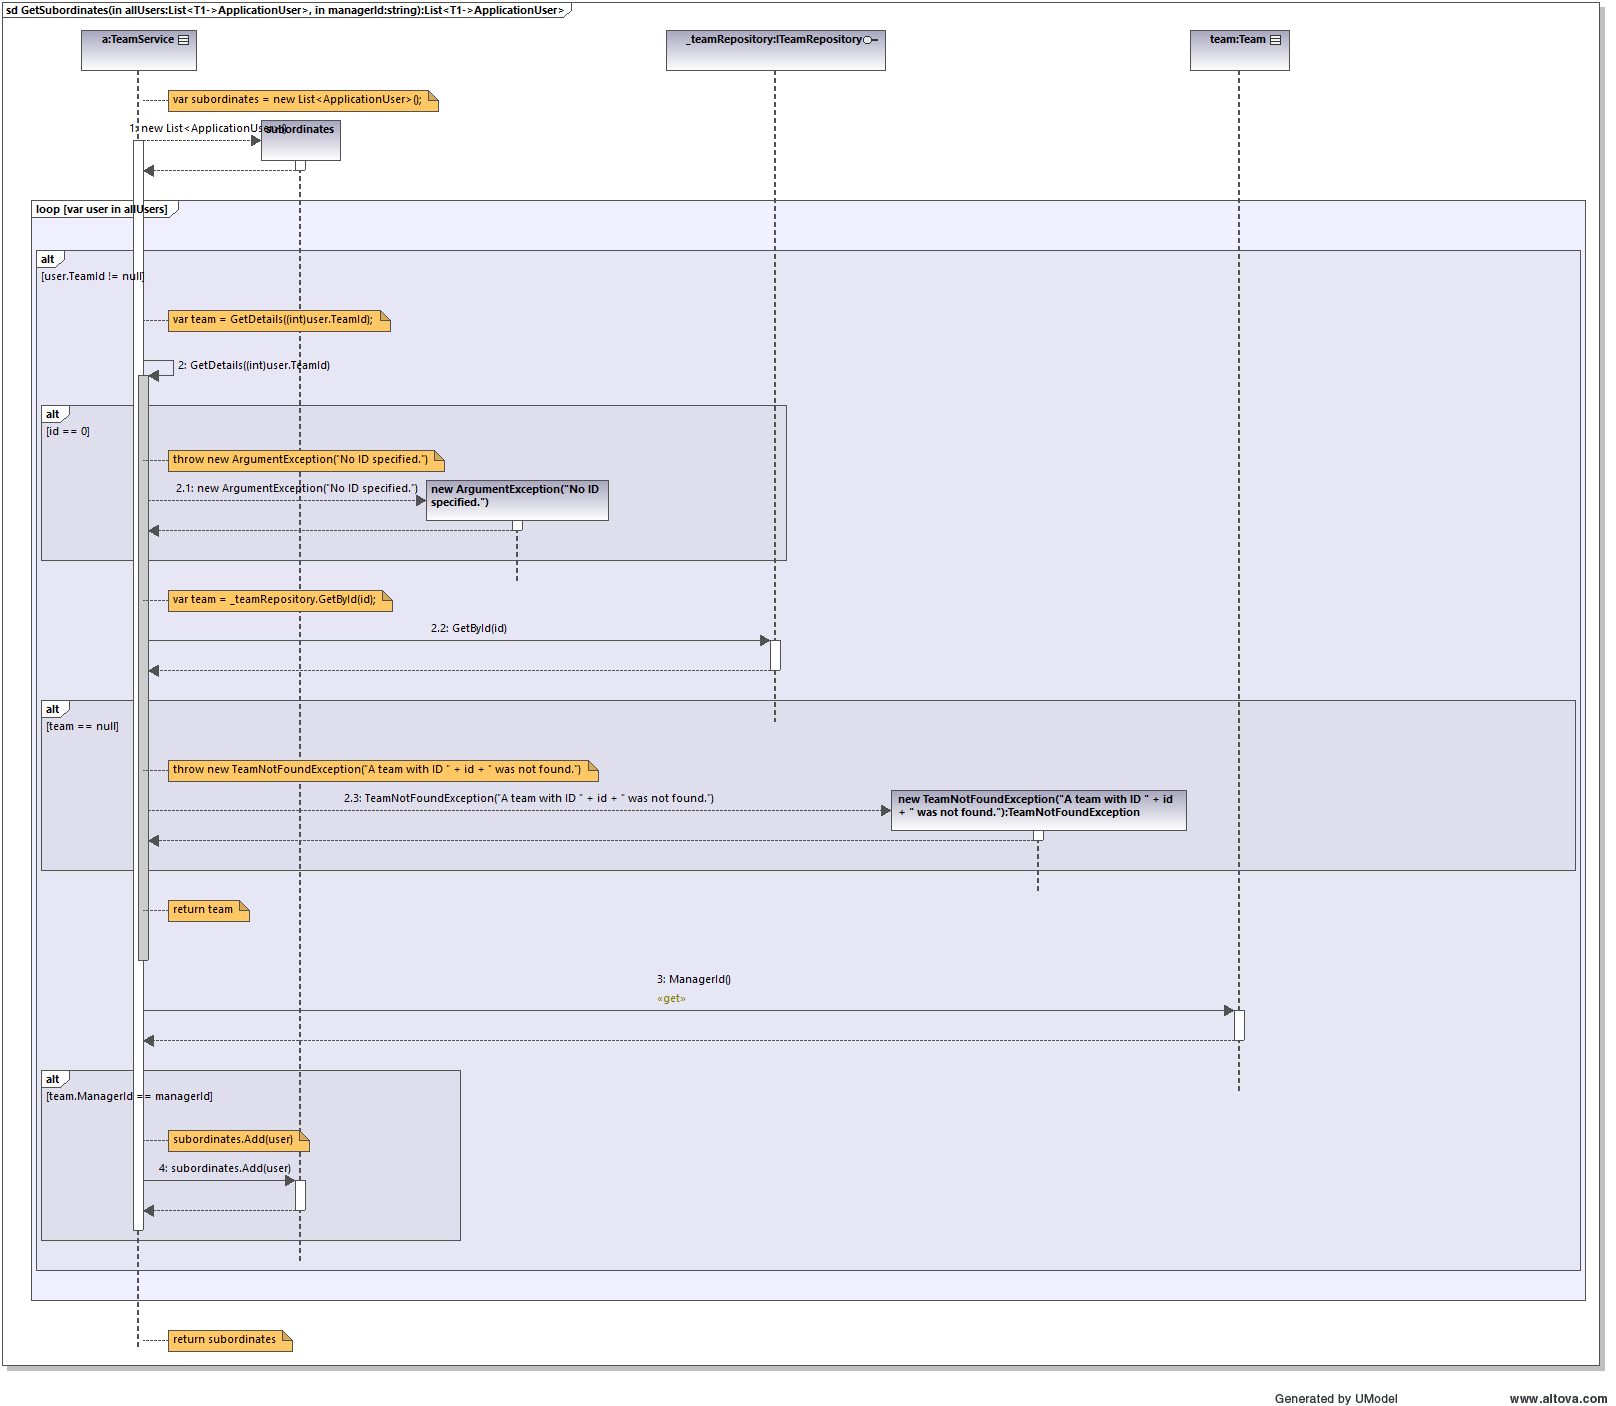 sd GetSubordinates(in allUsers:List<T1->ApplicationUser>, in managerId:string):List<T1->ApplicationUser>
a:TeamService
_teamRepository:ITeamRepository
team:Team
var subordinates = new List<ApplicationUser>();
1: new List<ApplicationUser>()
subordinates
loop [var user in allUsers]
alt
[user.TeamId != null]
var team = GetDetails((int)user.TeamId);
2: GetDetails((int)user.TeamId)
alt
[id == 0]
throw new ArgumentException("No ID specified.")
2.1: new ArgumentException("No ID specified.")
new ArgumentException("No ID
specified.")
var team = _teamRepository.GetById(id);
2.2: GetById(id)
alt
[team == null]
throw new TeamNotFoundException("A team with ID " + id + " was not found.")
2.3: TeamNotFoundException("A team with ID " + id + " was not found.")
new TeamNotFoundException("A team with ID " + id
+ " was not found."):TeamNotFoundException
return team
3: ManagerId()
«get»
alt
[team.ManagerId == managerId]
subordinates.Add(user)
4: subordinates.Add(user)
return subordinates
Generated by UModel
www.altova.com